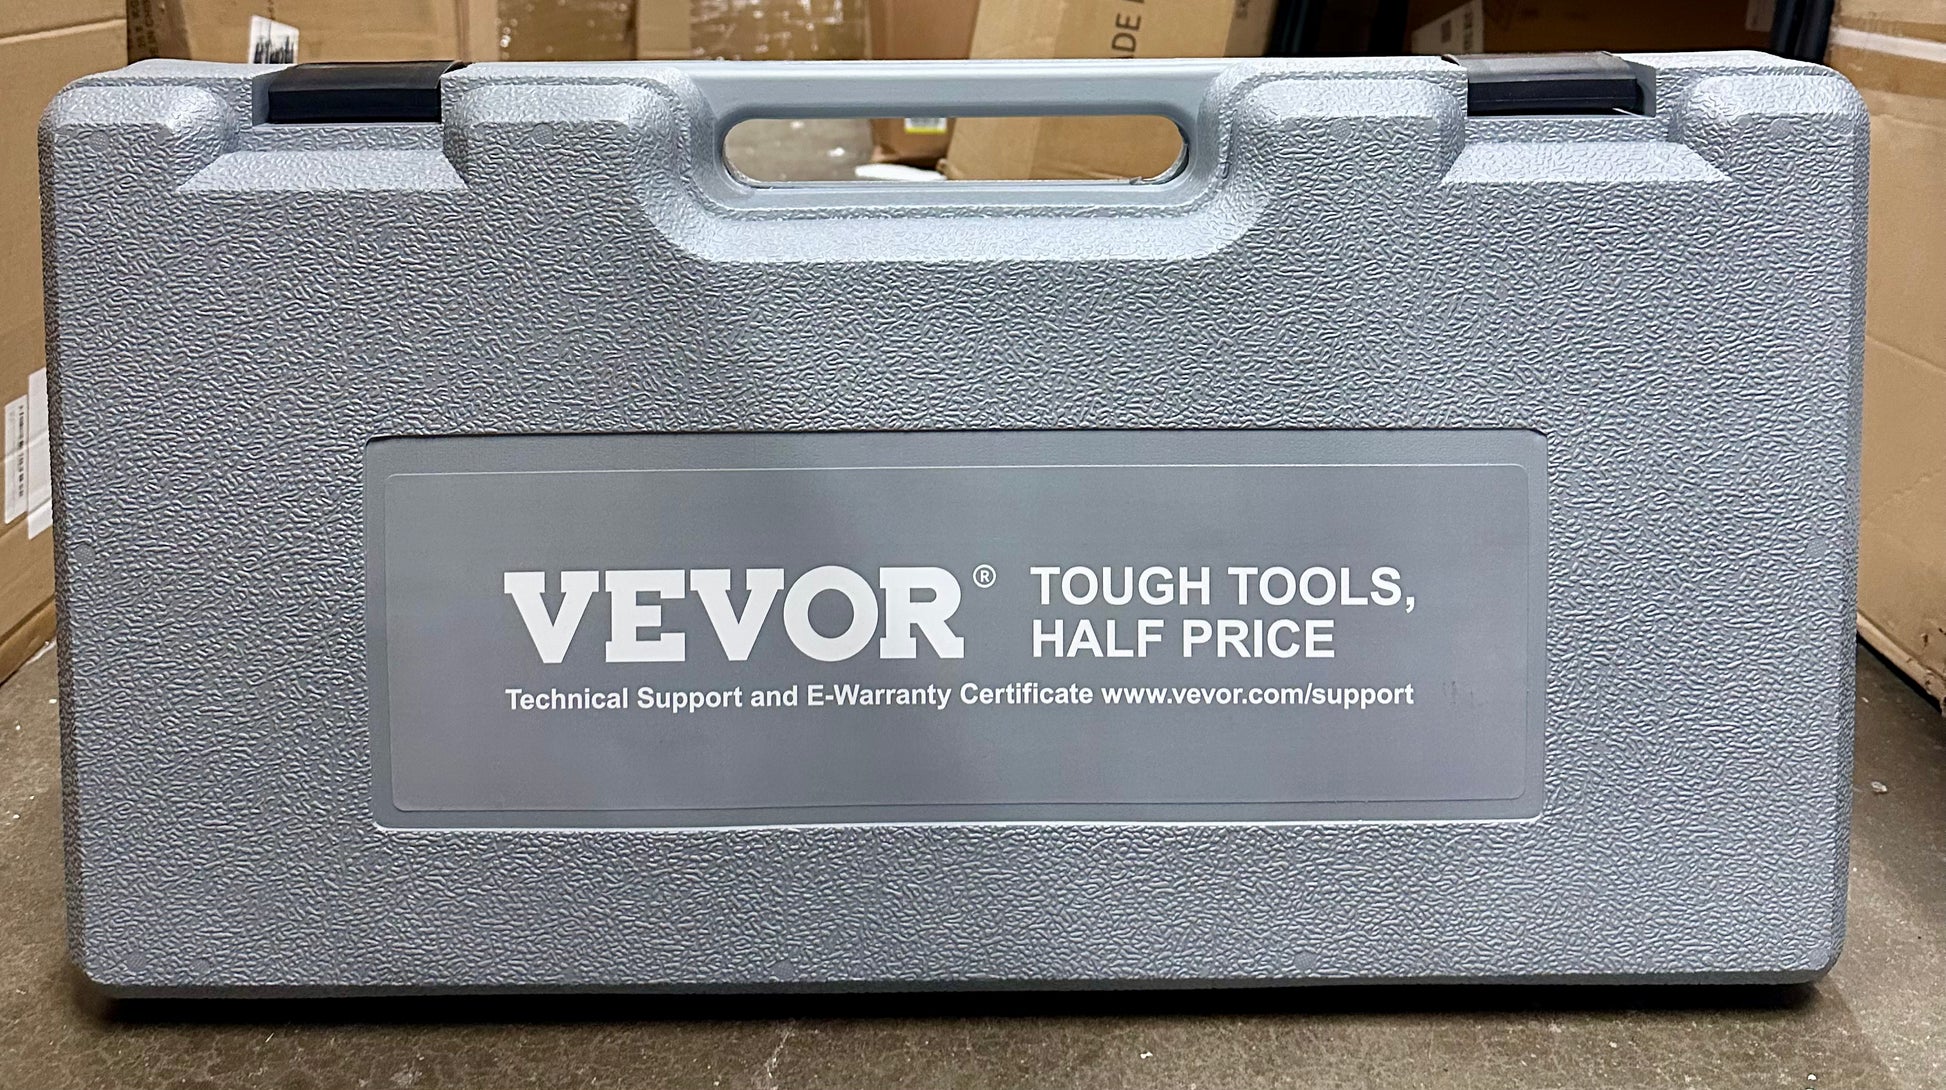 VEVOR® TOUGH TOOLS,
HALF PRICE
Technical Support and E-Warranty Certificate www.vevor.com/support